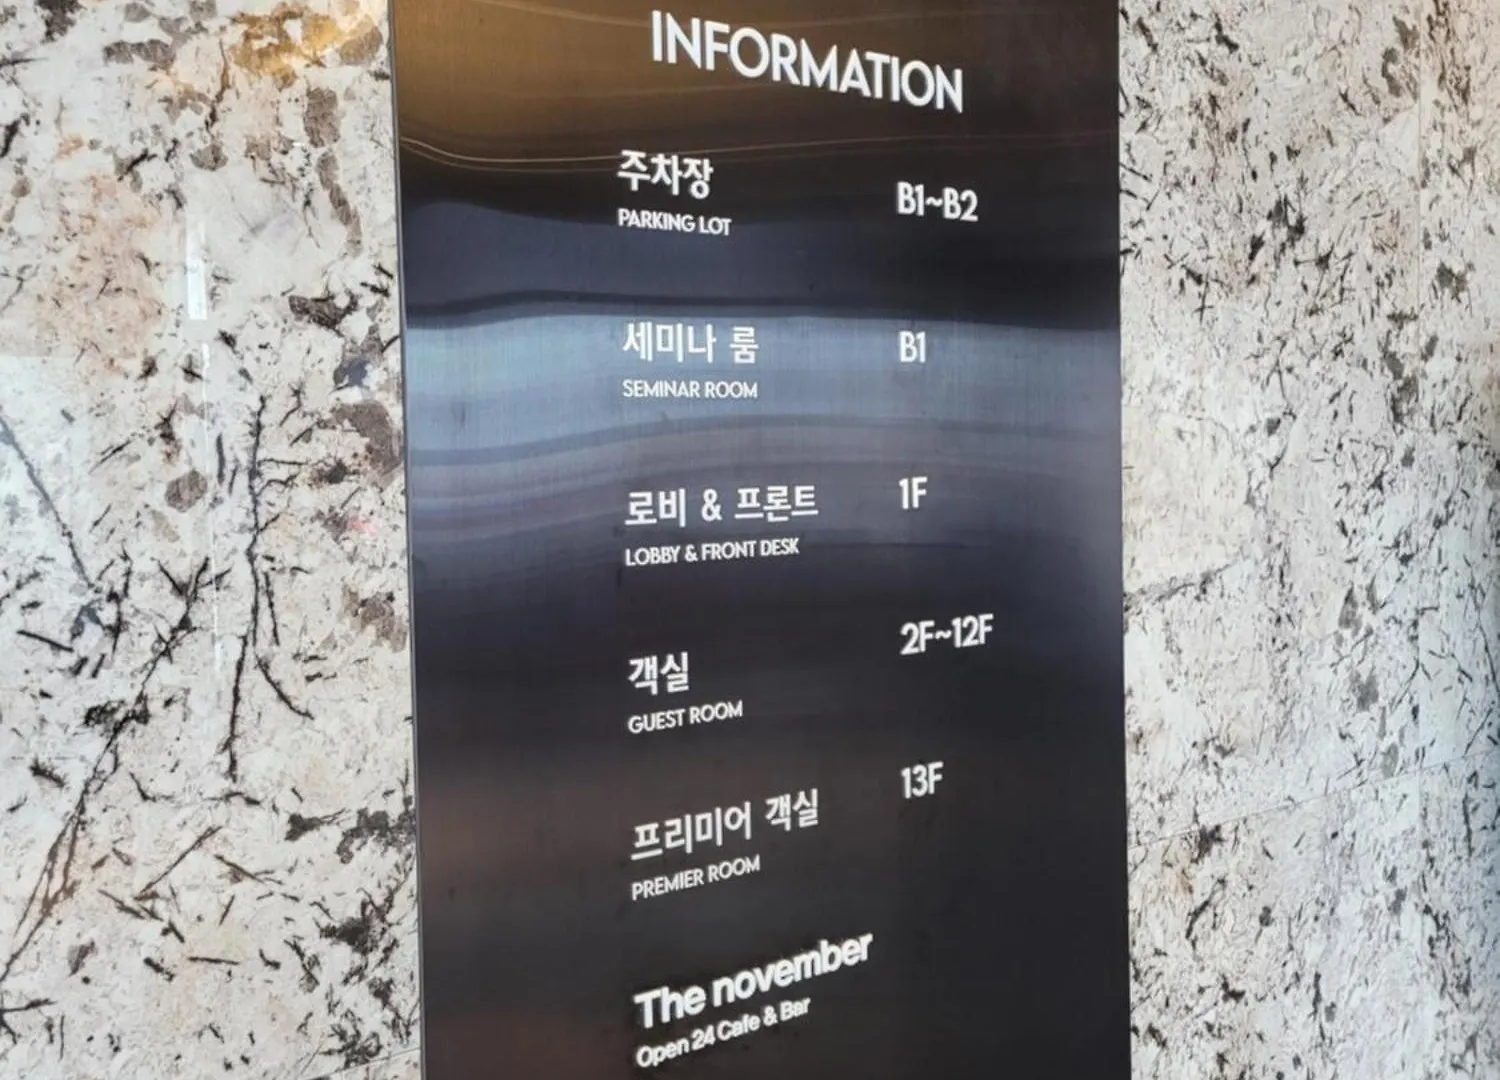 INFORMATION
주차장
B1~B2
PARKING LOT
세미나 룸
B1
SEMINAR ROOM
로비 & 프론트
1F
LOBBY & FRONT DESK
객실
2F~12F
GUEST ROOM
프리미어 객실
13F
PREMIER ROOM
The november
Open 24 Cafe & Bar